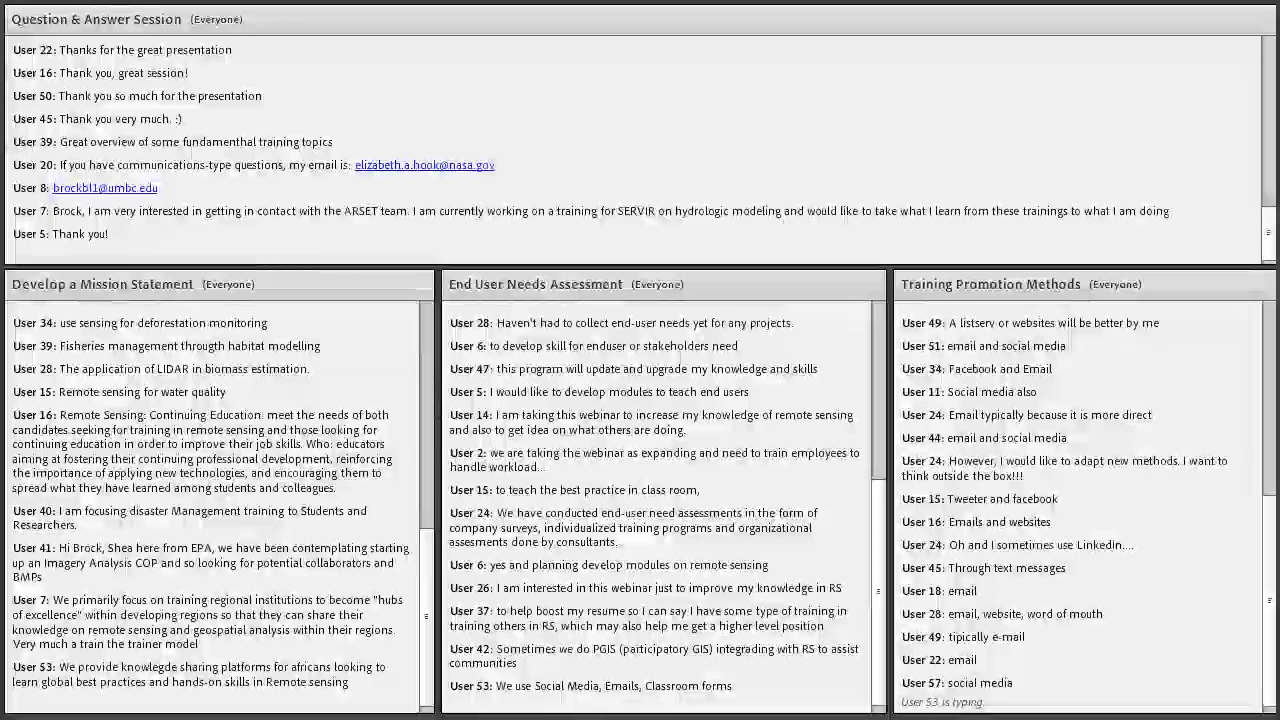 Question & Answer Session (Everyone)
User 22: Thanks for the great presentation
User 16: Thank you, great session!
User 50: Thank you so much for the presentation
User 45: Thank you very much. :)
User 39: Great overview of some fundamenthal training topics
User 20: If you have communications-type questions, my email is: elizabeth.a.hook@nasa.gov
User 8: brockbl1@umbc.edu
User 7: Brock, I am very interested in getting in contact with the ARSET team. I am currently working on a training for SERVIR on hydrologic modeling and would like to take what I learn from these trainings to what I am doing
User 5: Thank you!
Develop a Mission Statement (Everyone)
User 34: use sensing for deforestation monitoring
User 39: Fisheries management througth habitat modelling
User 28: The application of LIDAR in biomass estimation.
User 15: Remote sensing for water quality
User 16: Remote Sensing: Continuing Education: meet the needs of both
candidates seeking for training in remote sensing and those looking for
continuing education in order to improve their job skills. Who: educators
aiming at fostering their continuing professional development, reinforcing
the importance of applying new technologies, and encouraging them to
spread what they have learned among students and colleagues.
User 40: I am focusing disaster Management training to Students and
Researchers.
User 41: Hi Brock, Shea here from EPA, we have been contemplating starting
up an Imagery Analysis COP and so looking for potential collaborators and
BMPs
User 7: We primarily focus on training regional institutions to become "hubs
of excellence" within developing regions so that they can share their
knowledge on remote sensing and geospatial analysis within their regions.
Very much a train the trainer model
User 53: We provide knowlegde sharing platforms for africans looking to
learn global best practices and hands-on skills in Remote sensing
End User Needs Assessment (Everyone)
User 28: Haven't had to collect end-user needs yet for any projects.
User 6: to develop skill for enduser or stakeholders need
User 47: this program will update and upgrade my knowledge and skills
User 5: I would like to develop modules to teach end users
User 14: I am taking this webinar to increase my knowledge of remote sensing
and also to get idea on what others are doing.
User 2: we are taking the webinar as expanding and need to train employees to
handle workload...
User 15: to teach the best practice in class room,
User 24: We have conducted end-user need assessments in the form of
company surveys, individualized training programs and organizational
assesments done by consultants.
User 6: yes and planning develop modules on remote sensing
User 26: I am interested in this webinar just to improve my knowledge in RS
User 37: to help boost my resume so I can say I have some type of training in
training others in RS, which may also help me get a higher level position
User 42: Sometimes we do PGIS (participatory GIS) integrading with RS to assist
communities
User 53: We use Social Media, Emails, Classroom forms
Training Promotion Methods (Everyone)
User 49: A listserv or websites will be better by me
User 51: email and social media
User 34: Facebook and Email
User 11: Social media also
User 24: Email typically because it is more direct
User 44: email and social media
User 24: However, I would like to adapt new methods. I want to
think outside the box!!!
User 15: Tweeter and facebook
User 16: Emails and websites
User 24: Oh and I sometimes use Linkedin....
User 45: Through text messages
User 18: email
User 28: email, website, word of mouth
User 49: tipically e-mail
User 22: email
User 57: social media
User 53 is typing.